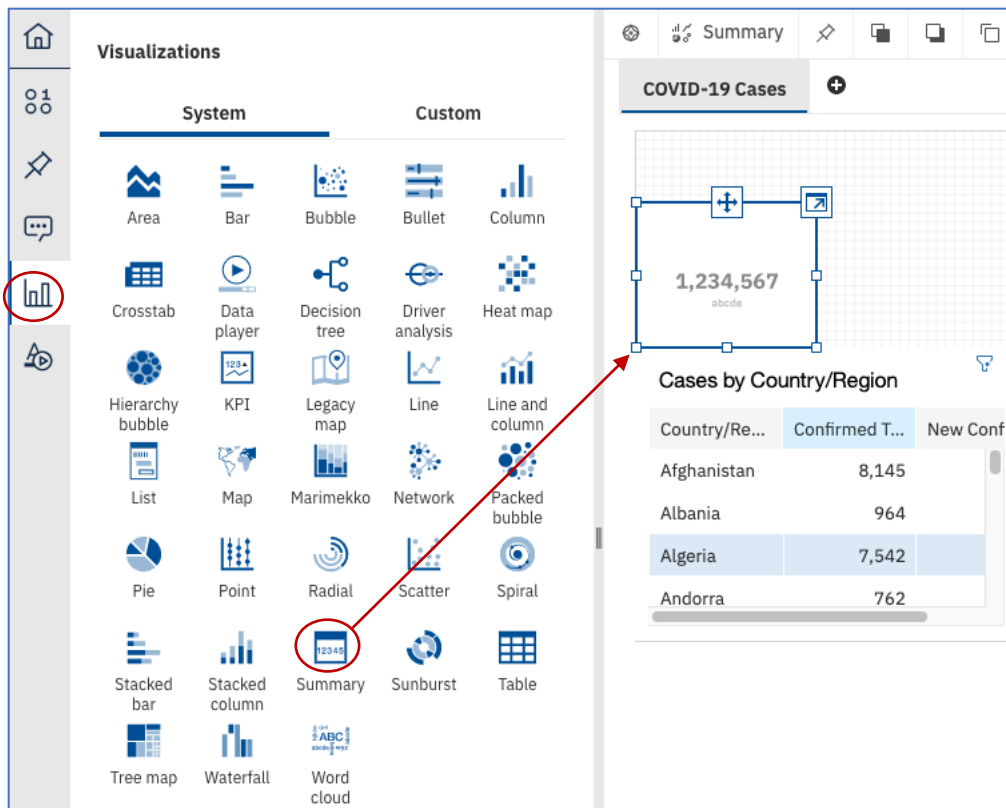 Visualizations
System
Custom
Area
Bar
Bubble
Bullet
Column
Crosstab
Data
player
Decision
tree
Driver
analysis
Heat map
Hierarchy
bubble
KPI
Legacy
map
Line
Line and
column
List
Map
Marimekko
Network
Packed
bubble
Pie
Point
Radial
Scatter
Spiral
Stacked
bar
Stacked
column
12345
Summary
Sunburst
Table
Tree map
Waterfall
ABC
Word
cloud
Summary
COVID-19 Cases
1,234,567
abcde
Cases by Country/Region
Country/Re... Confirmed T... New Conf
Afghanistan 8,145
Albania 964
Algeria 7,542
Andorra 762